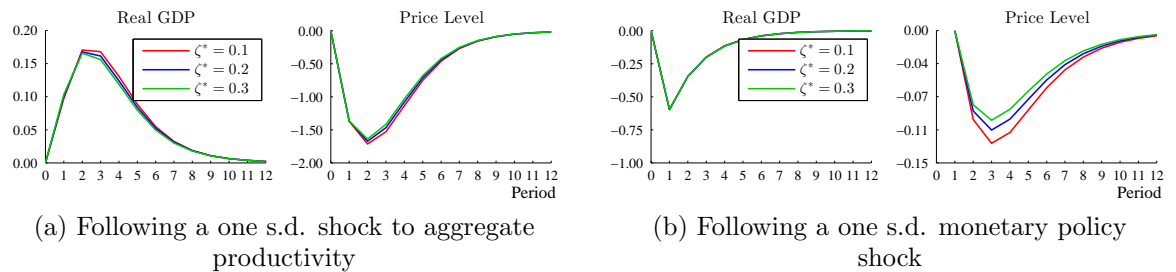 Real GDP
0.20
0.15
0.10
0.05
0.00
0 1 2 3 4 5 6 7 8 9 10 11 12
ζ* = 0.1
ζ* = 0.2
ζ* = 0.3
Price Level
−0.00
−0.50
−1.00
−1.50
−2.00
0 1 2 3 4 5 6 7 8 9 10 11 12
Period
(a) Following a one s.d. shock to aggregate
productivity
Real GDP
−0.00
−0.25
−0.50
−0.75
−1.00
0 1 2 3 4 5 6 7 8 9 10 11 12
ζ* = 0.1
ζ* = 0.2
ζ* = 0.3
Price Level
−0.00
−0.04
−0.07
−0.11
−0.15
0 1 2 3 4 5 6 7 8 9 10 11 12
Period
(b) Following a one s.d. monetary policy
shock